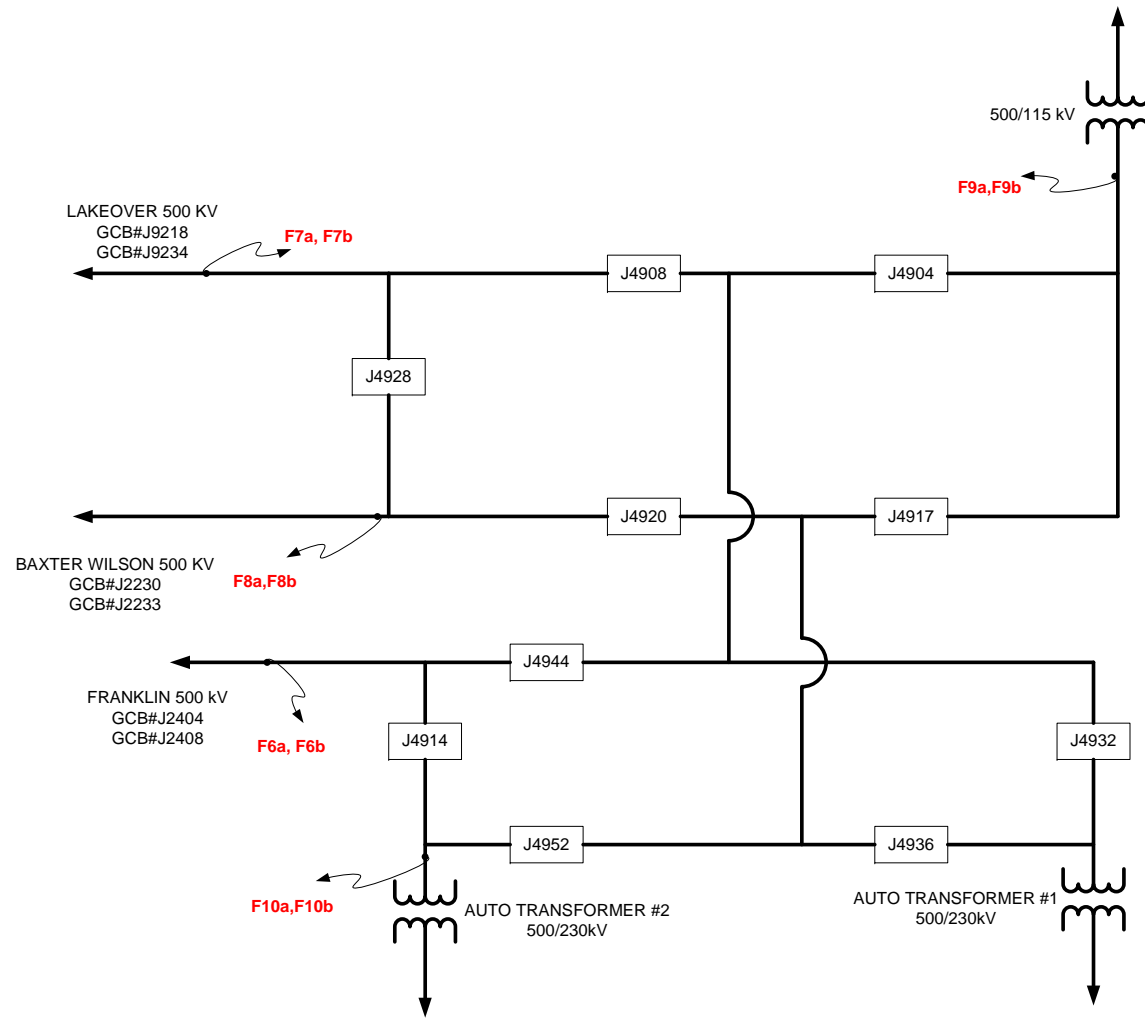 500/115 kV
F9a,F9b
LAKEOVER 500 KV
GCB#J9218
GCB#J9234
F7a, F7b
J4908
J4904
J4928
J4920
J4917
BAXTER WILSON 500 KV
GCB#J2230
GCB#J2233
F8a,F8b
J4944
FRANKLIN 500 kV
GCB#J2404
GCB#J2408
F6a, F6b
J4914
J4932
J4952
J4936
F10a,F10b
AUTO TRANSFORMER #2
500/230kV
AUTO TRANSFORMER #1
500/230kV